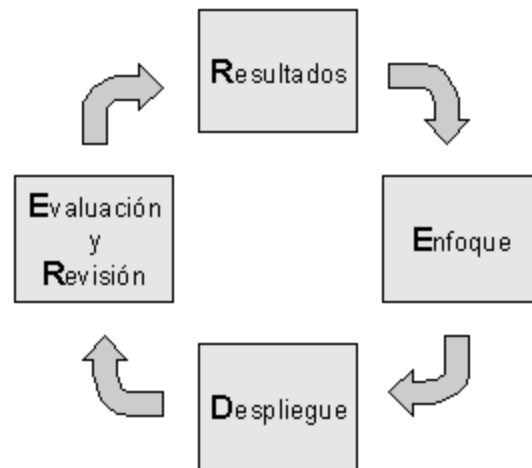 Resultados
Enfoque
Despliegue
Evaluación
y
Revisión